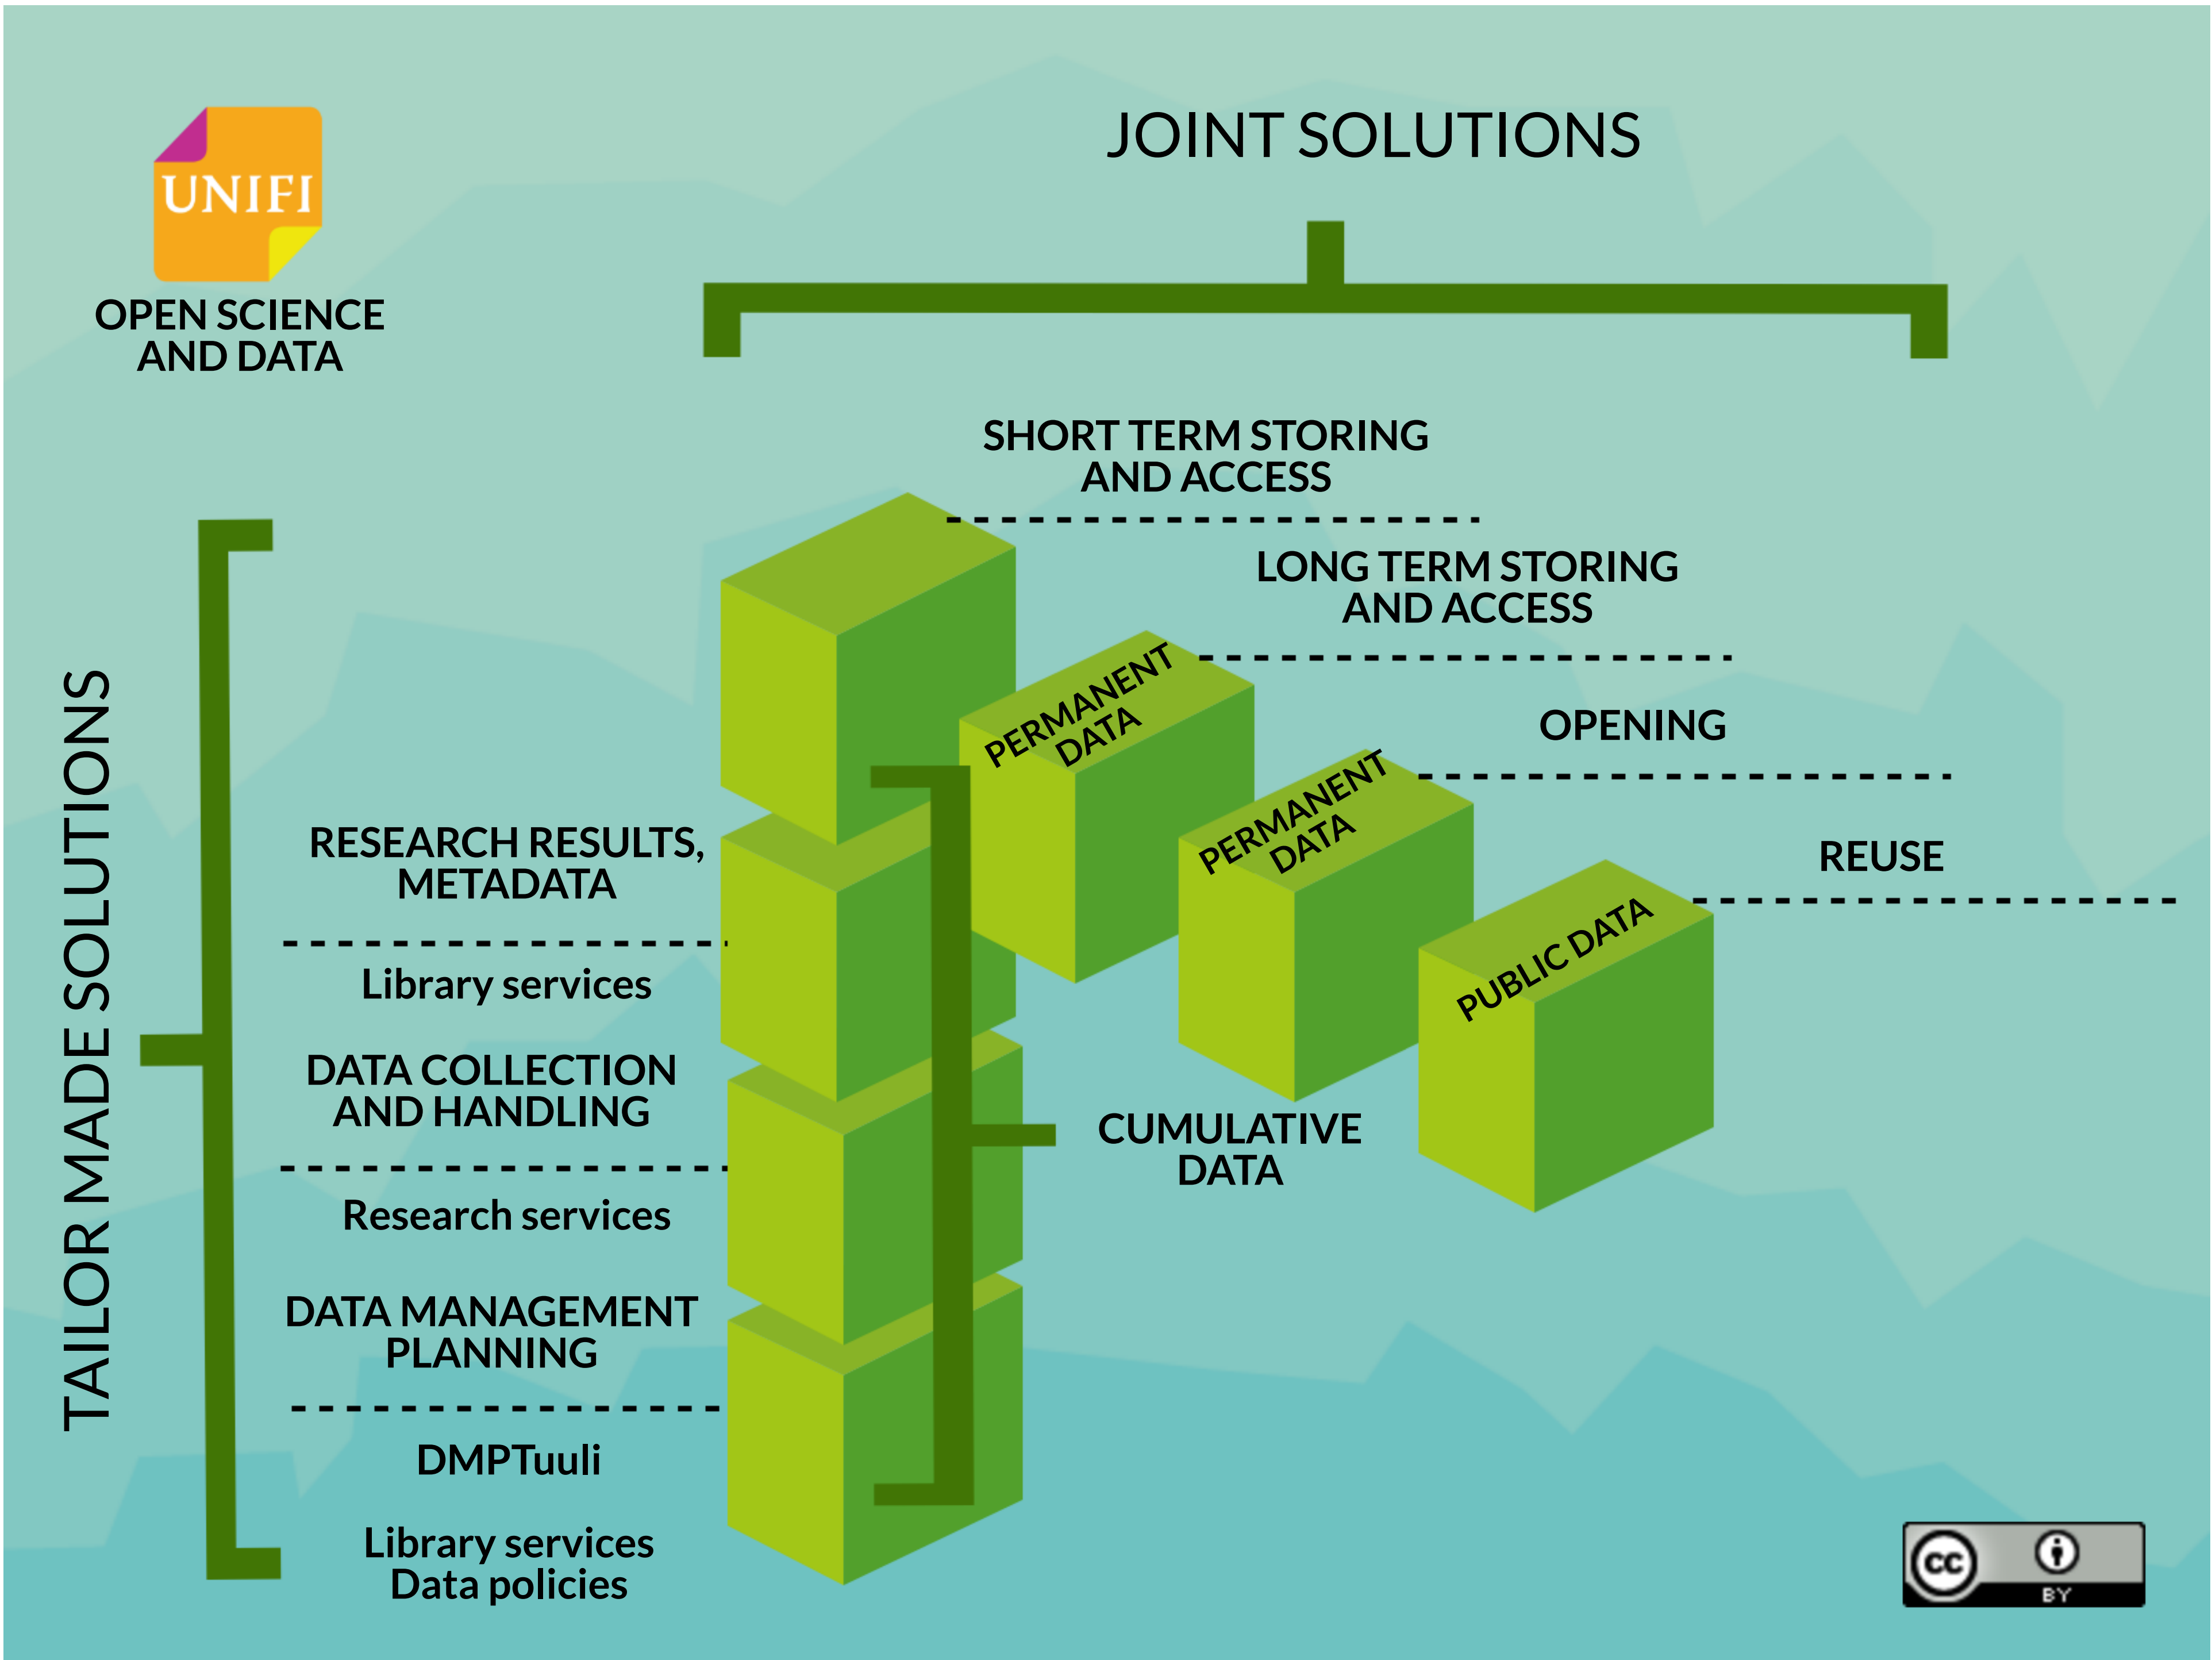 UNIFI
OPEN SCIENCE
AND DATA
JOINT SOLUTIONS
SHORT TERM STORING
AND ACCESS
LONG TERM STORING
AND ACCESS
OPENING
REUSE
PERMANENT
DATA
PERMANENT
DATA
PUBLIC DATA
TAILOR MADE SOLUTIONS
RESEARCH RESULTS,
METADATA
Library services
DATA COLLECTION
AND HANDLING
Research services
DATA MANAGEMENT
PLANNING
DMPTuuli
Library services
Data policies
CUMULATIVE
DATA
cc
BY